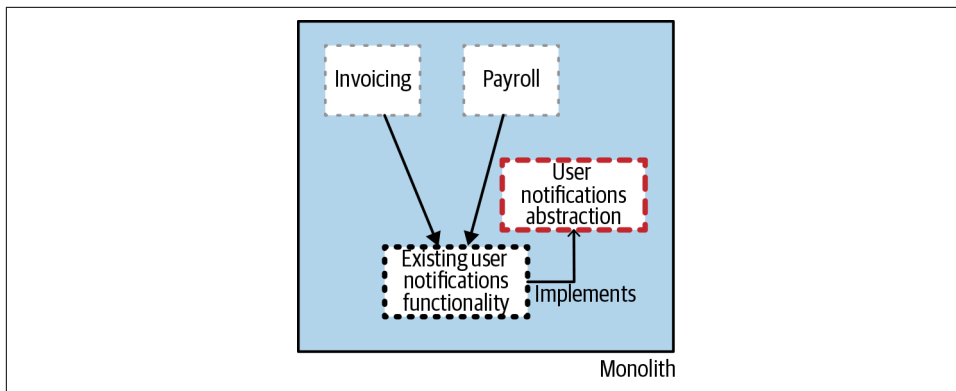 Invoicing
Payroll
User
notifications
abstraction
Existing user
notifications
functionality
Implements
Monolith